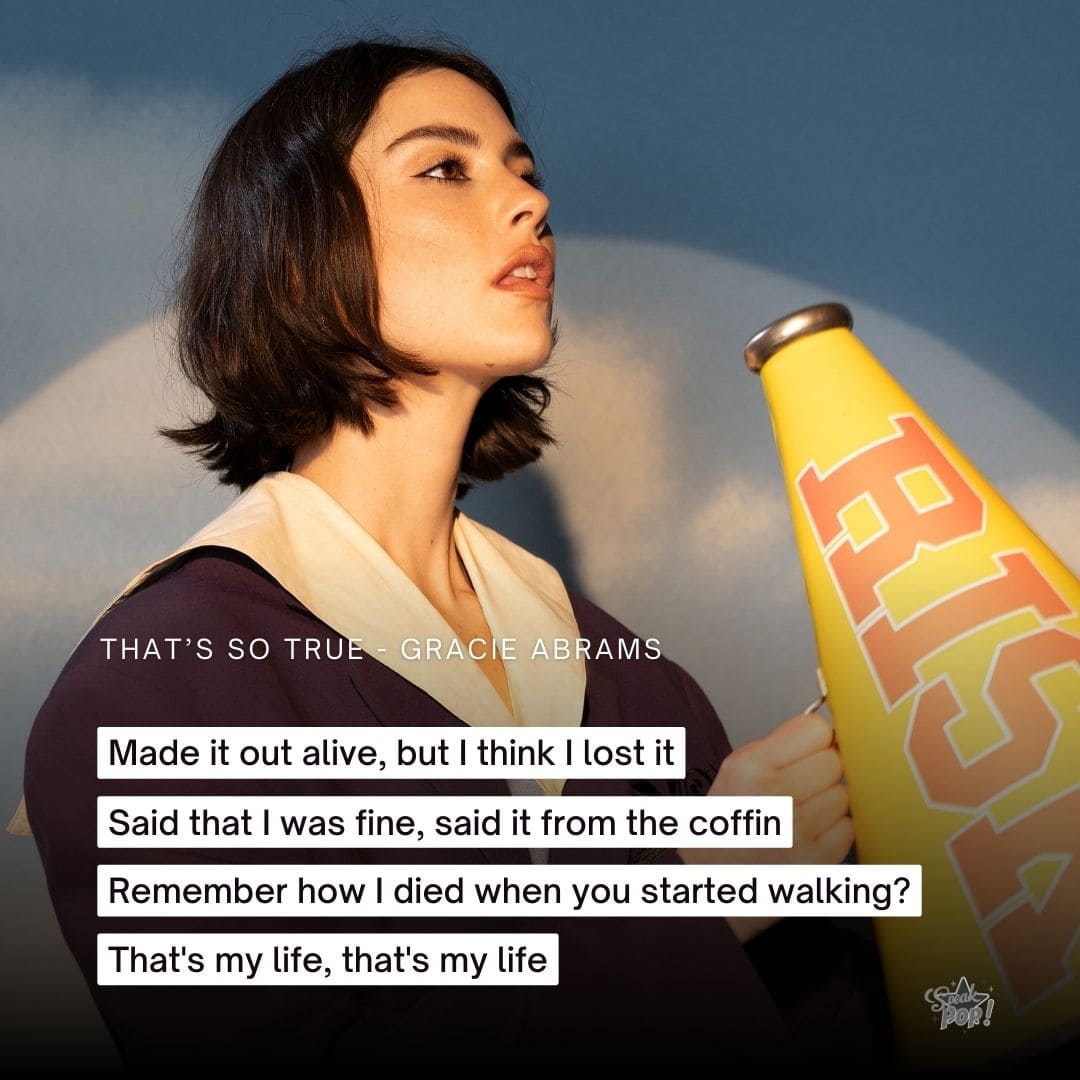 THAT’S SO TRUE - GRACIE ABRAMS
Made it out alive, but I think I lost it
Said that I was fine, said it from the coffin
Remember how I died when you started walking?
That's my life, that's my life
Speak
POP!